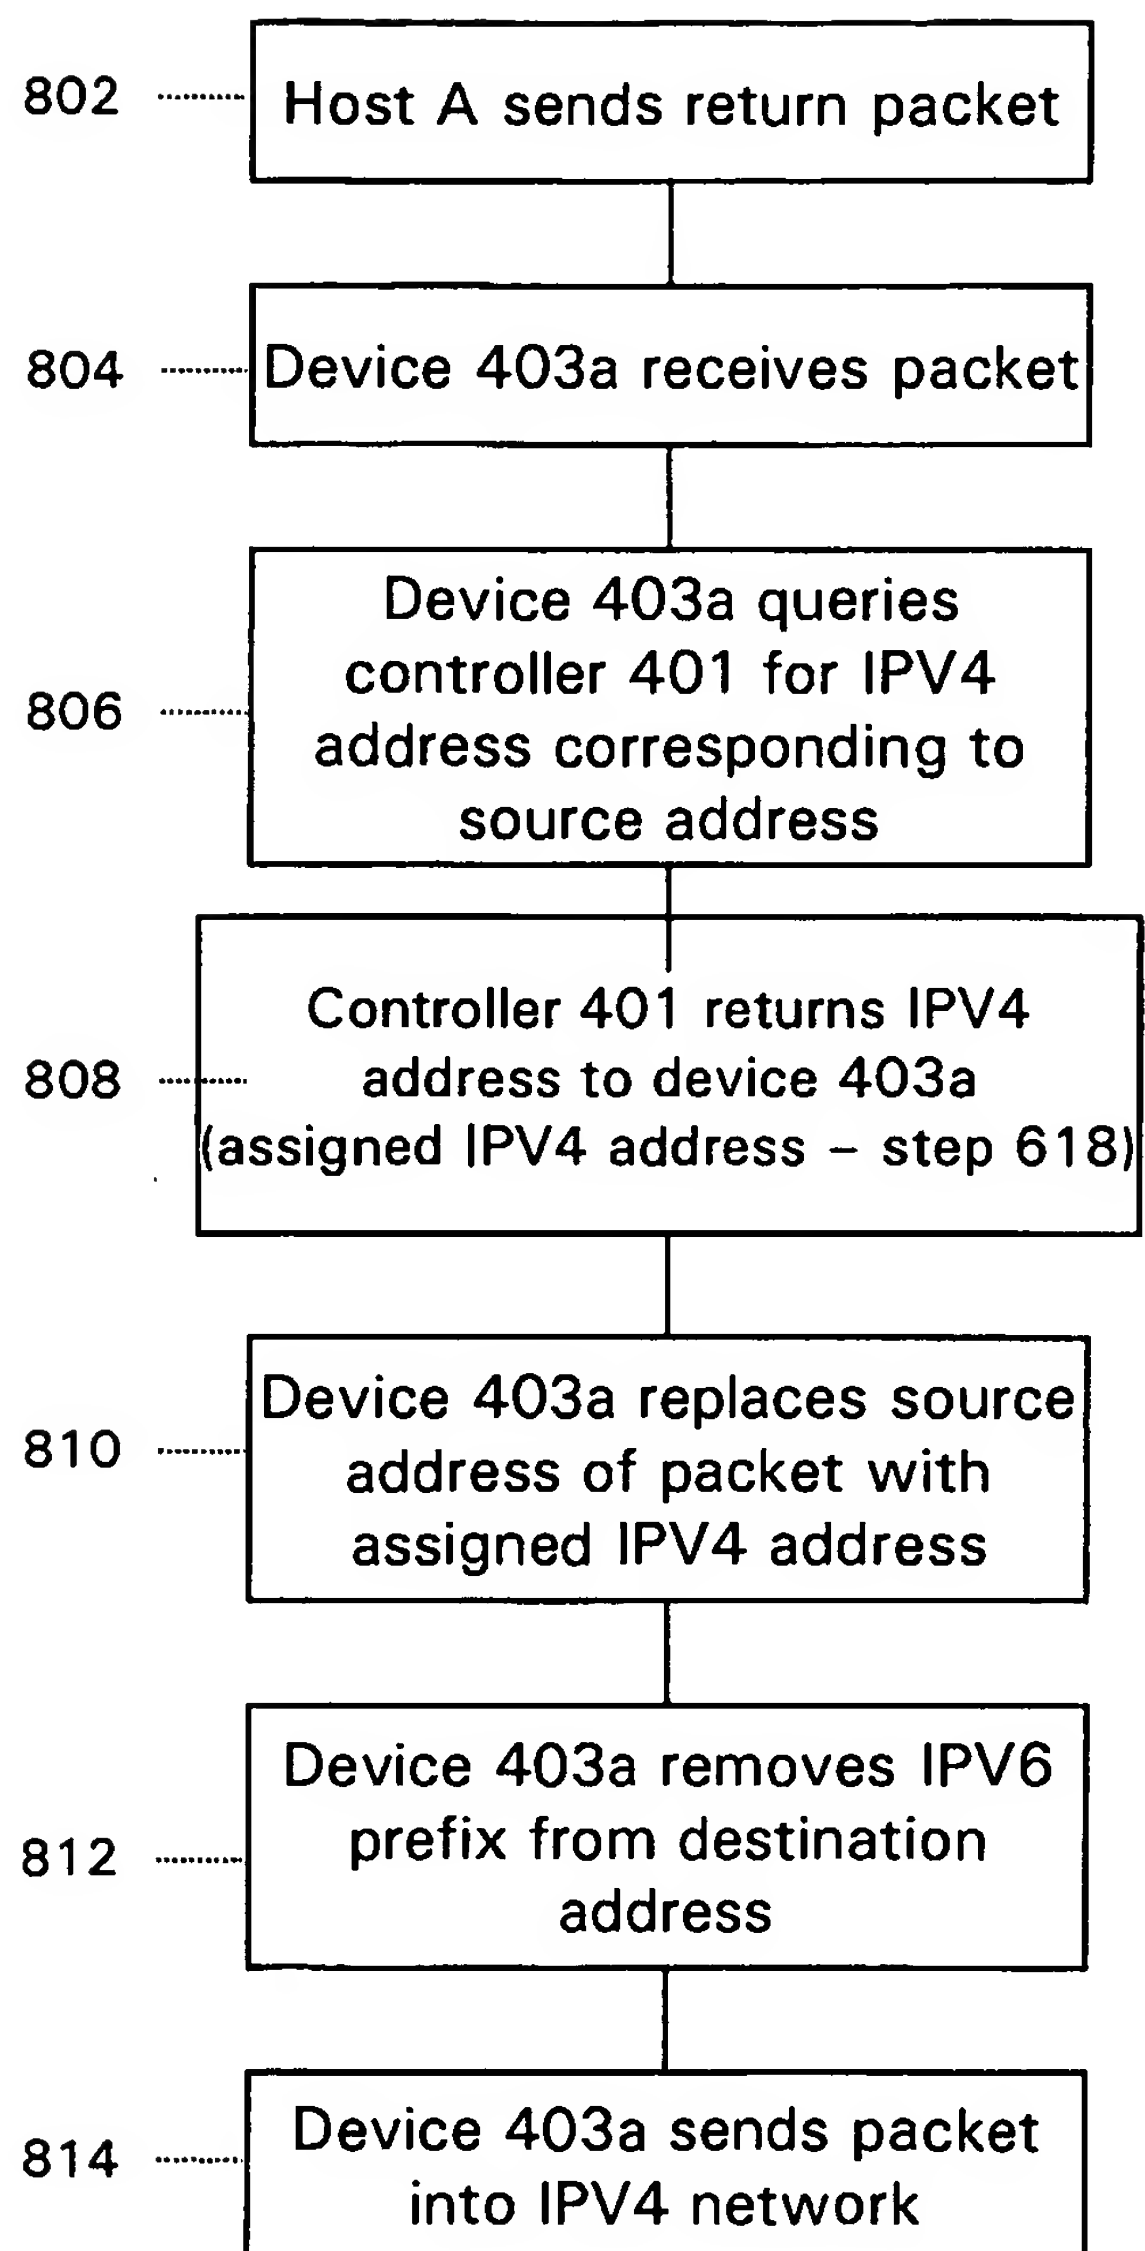 802
Host A sends return packet
804
Device 403a receives packet
806
Device 403a queries
controller 401 for IPV4
address corresponding to
source address
808
Controller 401 returns IPV4
address to device 403a
(assigned IPV4 address – step 618)
810
Device 403a replaces source
address of packet with
assigned IPV4 address
812
Device 403a removes IPV6
prefix from destination
address
814
Device 403a sends packet
into IPV4 network